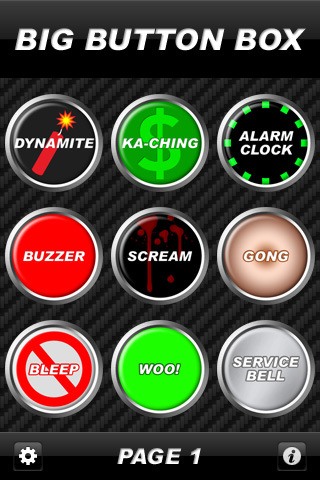 BIG BUTTON BOX
DYNAMITE
KA-CHING
$
ALARM
CLOCK
BUZZER
SCREAM
GONG
BLEEP
WOO!
SERVICE
BELL
PAGE 1
i